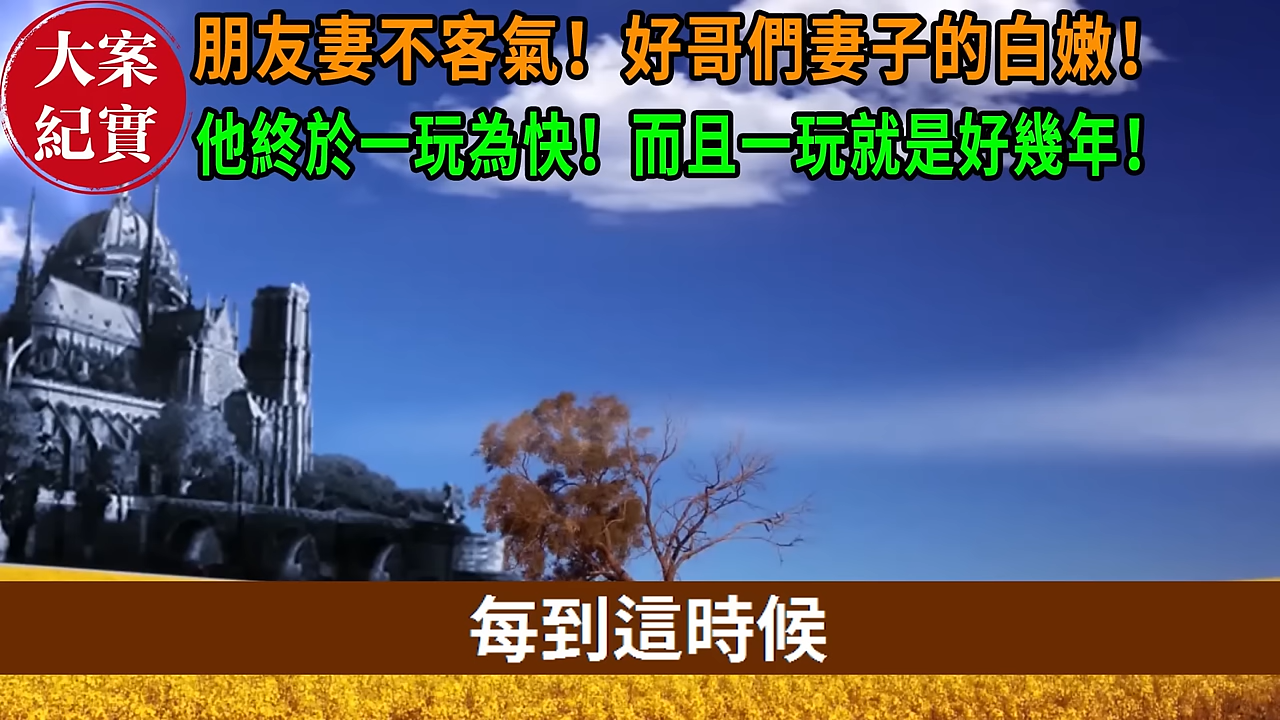 大案
紀實
朋友妻不客氣！好哥們妻子的白嫩！
他終於一玩為快！而且一玩就是好幾年！
每到這時候